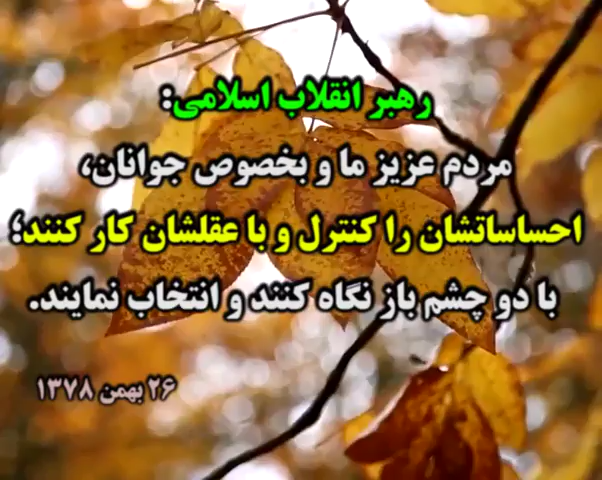 رهبر انقلاب اسلامی:
مردم عزیز ما و بخصوص جوانان،
احساساتشان را کنترل و با عقلشان کار کنند؛
با دو چشم باز نگاه کنند و انتخاب نمایند.
۲۶ بهمن ۱۳۷۸